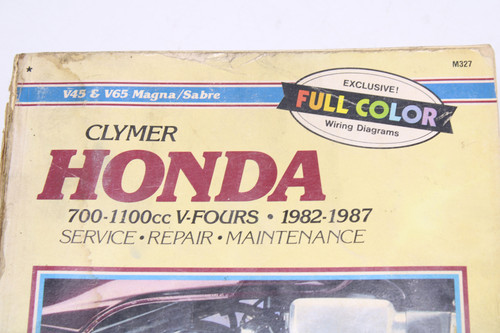 *
M327
V45 & V65 Magna/Sabre
EXCLUSIVE!
FULL COLOR
Wiring Diagrams
CLYMER
HONDA
700-1100cc V-FOURS • 1982-1987
SERVICE • REPAIR • MAINTENANCE